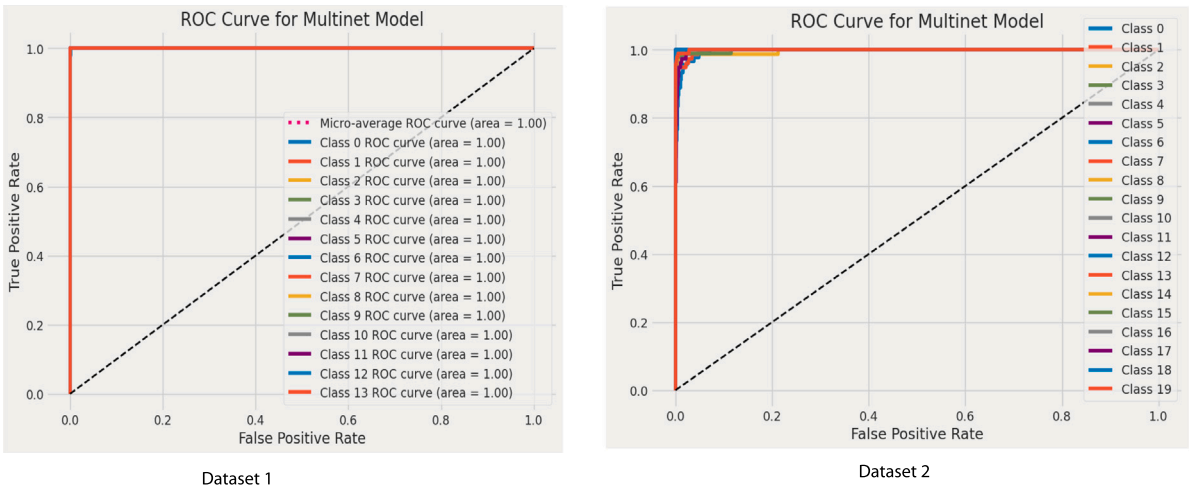 ROC Curve for Multinet Model
True Positive Rate
1.0
0.8
0.6
0.4
0.2
0.0
Micro-average ROC curve (area = 1.00)
Class 0 ROC curve (area = 1.00)
Class 1 ROC curve (area = 1.00)
Class 2 ROC curve (area = 1.00)
Class 3 ROC curve (area = 1.00)
Class 4 ROC curve (area = 1.00)
Class 5 ROC curve (area = 1.00)
Class 6 ROC curve (area = 1.00)
Class 7 ROC curve (area = 1.00)
Class 8 ROC curve (area = 1.00)
Class 9 ROC curve (area = 1.00)
Class 10 ROC curve (area = 1.00)
Class 11 ROC curve (area = 1.00)
Class 12 ROC curve (area = 1.00)
Class 13 ROC curve (area = 1.00)
0.0 0.2 0.4 0.6 0.8 1.0
False Positive Rate
Dataset 1
ROC Curve for Multinet Model
True Positive Rate
1.0
0.8
0.6
0.4
0.2
0.0
Class 0
Class 1
Class 2
Class 3
Class 4
Class 5
Class 6
Class 7
Class 8
Class 9
Class 10
Class 11
Class 12
Class 13
Class 14
Class 15
Class 16
Class 17
Class 18
Class 19
0.0 0.2 0.4 0.6 0.8 1.0
False Positive Rate
Dataset 2